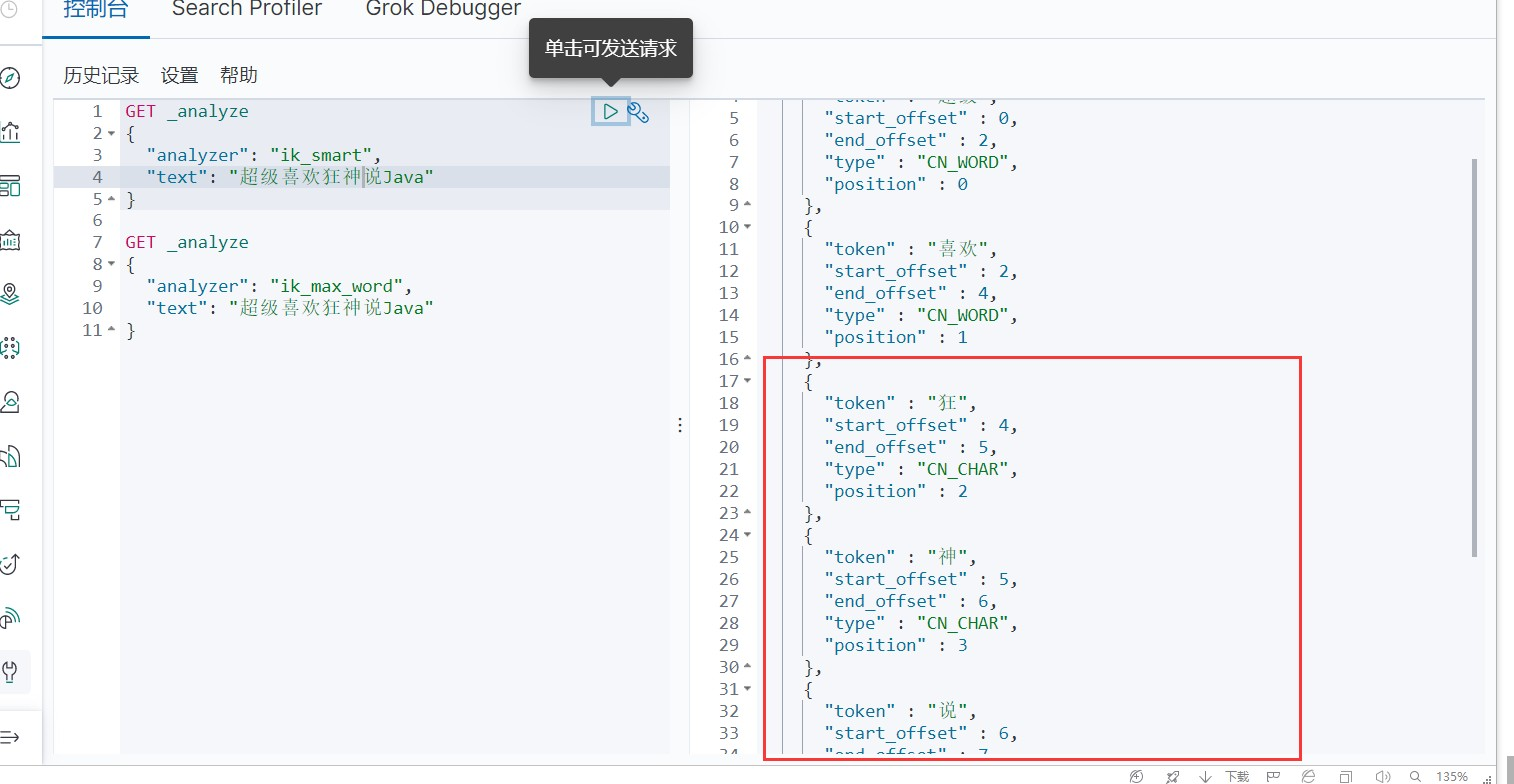 控制台 Search Profiler Grok Debugger
单击可发送请求
历史记录 设置 帮助
1 GET _analyze
2 {
3 "analyzer": "ik_smart",
4 "text": "超级喜欢狂神说Java"
5 }
6
7 GET _analyze
8 {
9 "analyzer": "ik_max_word",
10 "text": "超级喜欢狂神说Java"
11 }
"token" : "超级",
5 "start_offset" : 0,
6 "end_offset" : 2,
7 "type" : "CN_WORD",
8 "position" : 0
9 },
10 {
11 "token" : "喜欢",
12 "start_offset" : 2,
13 "end_offset" : 4,
14 "type" : "CN_WORD",
15 "position" : 1
16 },
17 {
18 "token" : "狂",
19 "start_offset" : 4,
20 "end_offset" : 5,
21 "type" : "CN_CHAR",
22 "position" : 2
23 },
24 {
25 "token" : "神",
26 "start_offset" : 5,
27 "end_offset" : 6,
28 "type" : "CN_CHAR",
29 "position" : 3
30 },
31 {
32 "token" : "说",
33 "start_offset" : 6,
34 "end_offset" : 7,
下载 135%